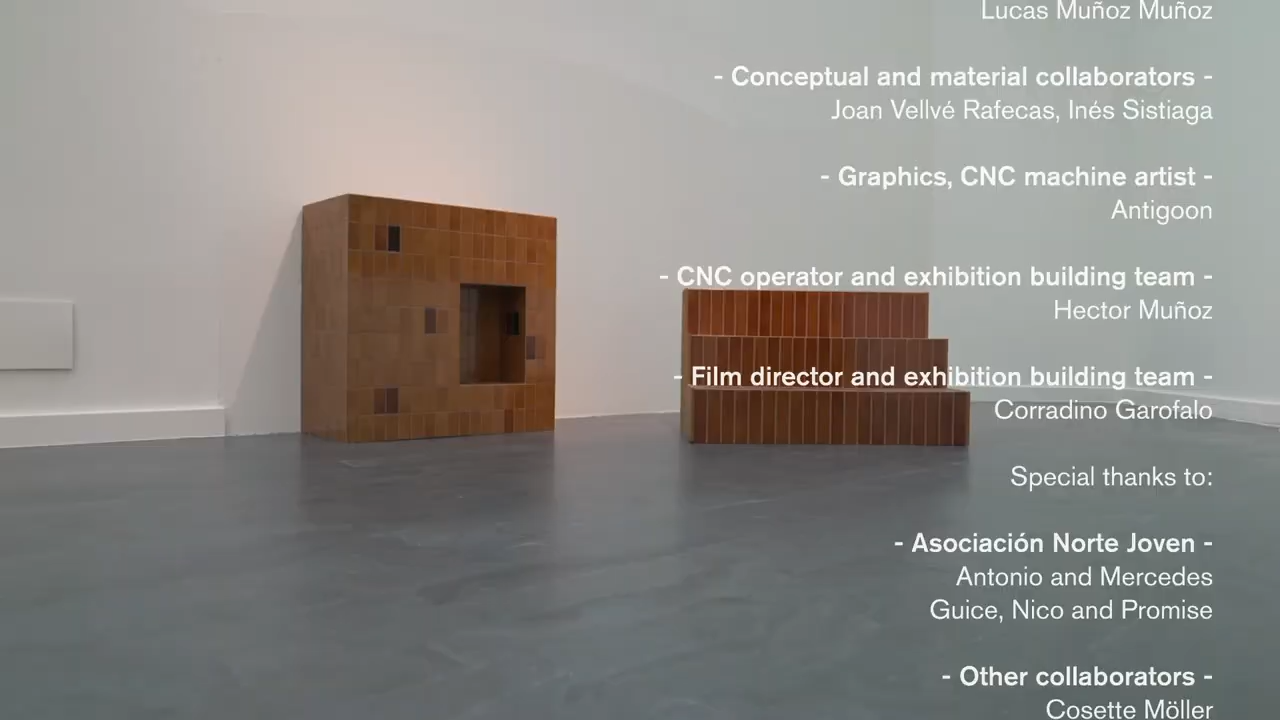 Lucas Muñoz Muñoz
- Conceptual and material collaborators -
Joan Vellvé Rafecas, Inés Sistiaga
- Graphics, CNC machine artist -
Antigoon
- CNC operator and exhibition building team -
Hector Muñoz
- Film director and exhibition building team -
Corradino Garofalo
Special thanks to:
- Asociación Norte Joven -
Antonio and Mercedes
Guice, Nico and Promise
- Other collaborators -
Cosette Möller